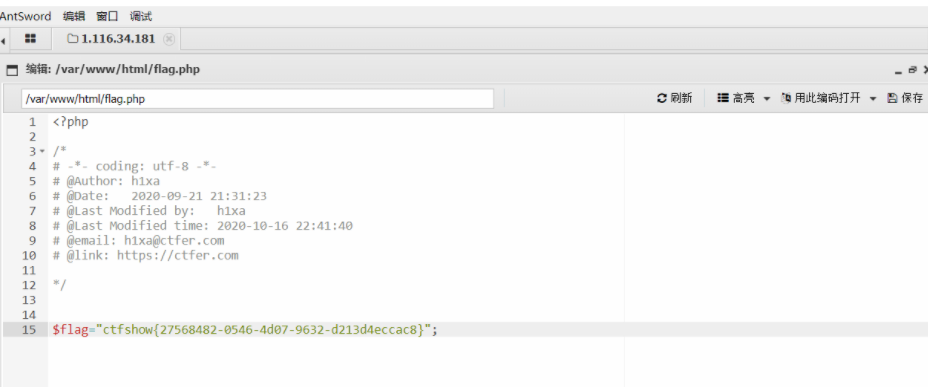 AntSword 编辑 窗口 调试
1.116.34.181
编辑: /var/www/html/flag.php
/var/www/html/flag.php 刷新 高亮 用此编码打开 保存
1 <?php
2
3 /*
4 # -*- coding: utf-8 -*-
5 # @Author: h1xa
6 # @Date:   2020-09-21 21:31:23
7 # @Last Modified by:   h1xa
8 # @Last Modified time: 2020-10-16 22:41:40
9 # @email: h1xa@ctfer.com
10 # @link: https://ctfer.com
11
12 */
13
14
15 $flag="ctfshow{27568482-0546-4d07-9632-d213d4eccac8}";